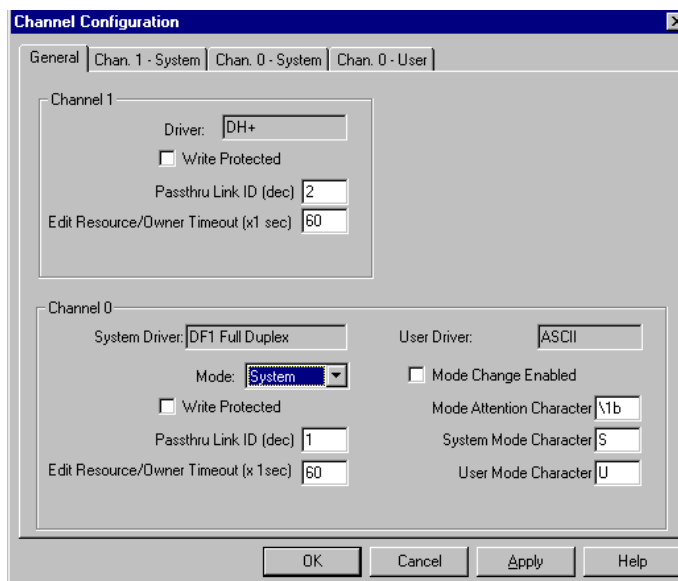 Channel Configuration
General
Chan. 1 - System
Chan. 0 - System
Chan. 0 - User
Channel 1
Driver: DH+
Write Protected
Passthru Link ID (dec) 2
Edit Resource/Owner Timeout (x1 sec) 60
Channel 0
System Driver: DF1 Full Duplex
User Driver: ASCII
Mode: System
Mode Change Enabled
Write Protected
Mode Attention Character \1b
Passthru Link ID (dec) 1
System Mode Character S
Edit Resource/Owner Timeout (x 1sec) 60
User Mode Character U
OK
Cancel
Apply
Help